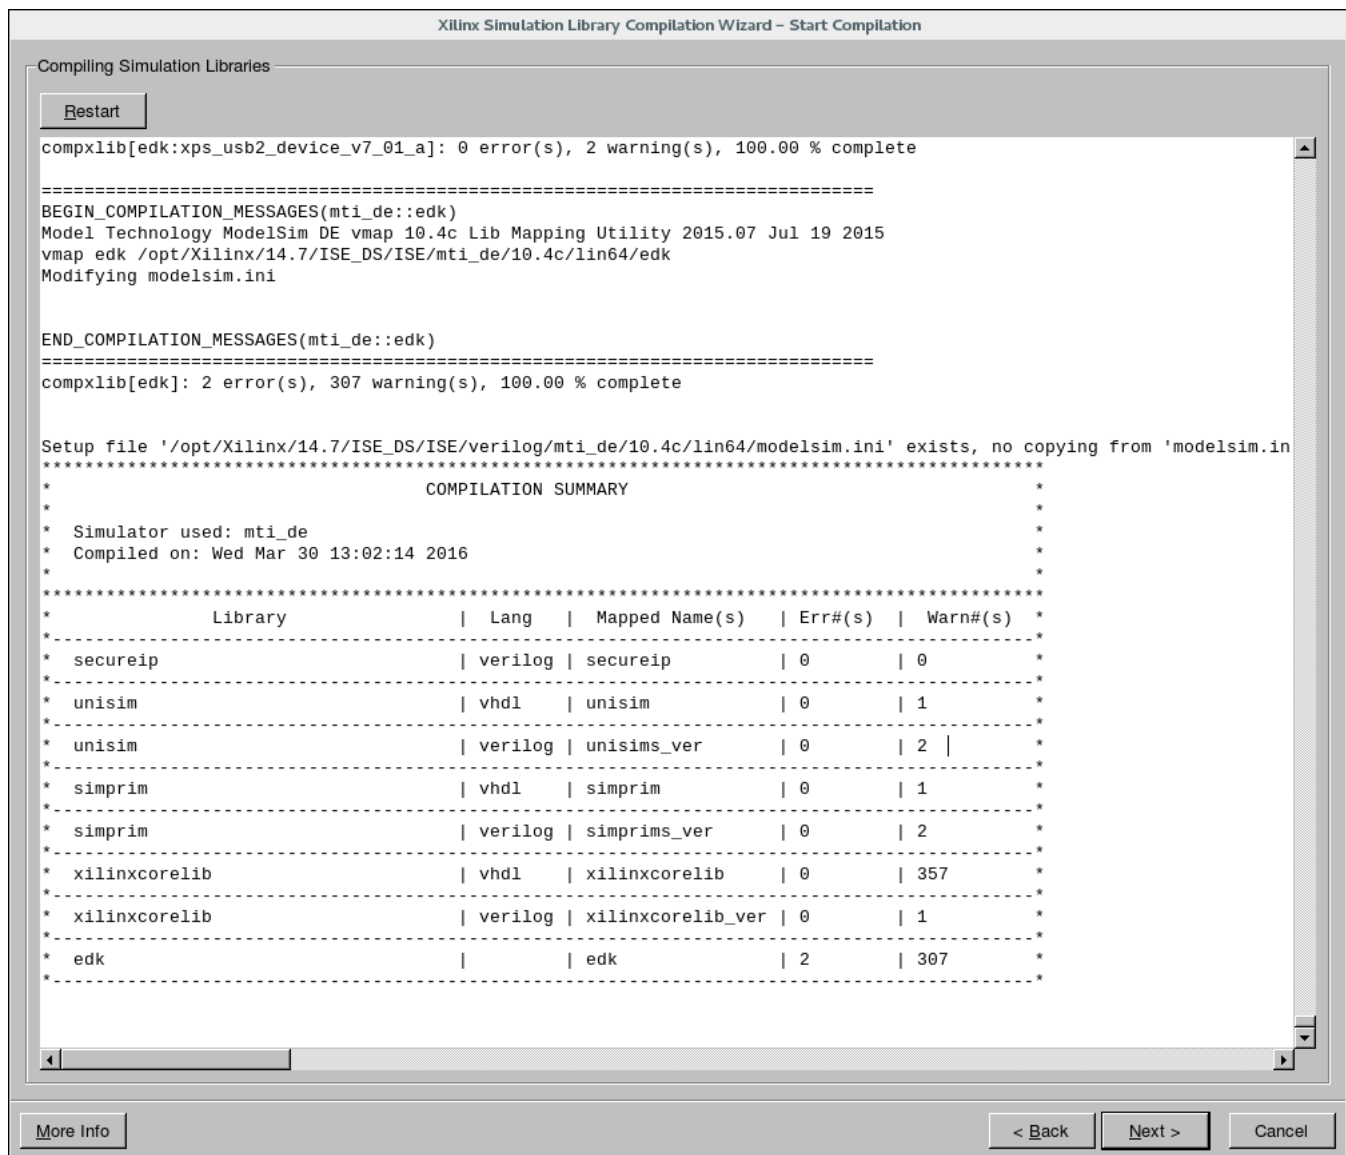 Xilinx Simulation Library Compilation Wizard – Start Compilation
Compiling Simulation Libraries
Restart
compxlib[edk:xps_usb2_device_v7_01_a]: 0 error(s), 2 warning(s), 100.00 % complete
==============================================================================
BEGIN_COMPILATION_MESSAGES(mti_de::edk)
Model Technology ModelSim DE vmap 10.4c Lib Mapping Utility 2015.07 Jul 19 2015
vmap edk /opt/Xilinx/14.7/ISE_DS/ISE/mti_de/10.4c/lin64/edk
Modifying modelsim.ini
END_COMPILATION_MESSAGES(mti_de::edk)
==============================================================================
compxlib[edk]: 2 error(s), 307 warning(s), 100.00 % complete
Setup file '/opt/Xilinx/14.7/ISE_DS/ISE/verilog/mti_de/10.4c/lin64/modelsim.ini' exists, no copying from 'modelsim.in
**********************************************************************************************
*                                   COMPILATION SUMMARY                                      *
*                                                                                            *
*  Simulator used: mti_de                                                                    *
*  Compiled on: Wed Mar 30 13:02:14 2016                                                     *
*                                                                                            *
**********************************************************************************************
*               Library                | Lang    | Mapped Name(s)    | Err#(s)  | Warn#(s)  *
*--------------------------------------------------------------------------------------------*
*  secureip                             | verilog | secureip          | 0        | 0          *
*--------------------------------------------------------------------------------------------*
*  unisim                               | vhdl    | unisim            | 0        | 1          *
*--------------------------------------------------------------------------------------------*
*  unisim                               | verilog | unisims_ver       | 0        | 2          *
*--------------------------------------------------------------------------------------------*
*  simprim                              | vhdl    | simprim           | 0        | 1          *
*--------------------------------------------------------------------------------------------*
*  simprim                              | verilog | simprims_ver      | 0        | 2          *
*--------------------------------------------------------------------------------------------*
*  xilinxcorelib                        | vhdl    | xilinxcorelib     | 0        | 357        *
*--------------------------------------------------------------------------------------------*
*  xilinxcorelib                        | verilog | xilinxcorelib_ver | 0        | 1          *
*--------------------------------------------------------------------------------------------*
*  edk                                  |         | edk               | 2        | 307        *
*--------------------------------------------------------------------------------------------*
More Info
< Back
Next >
Cancel